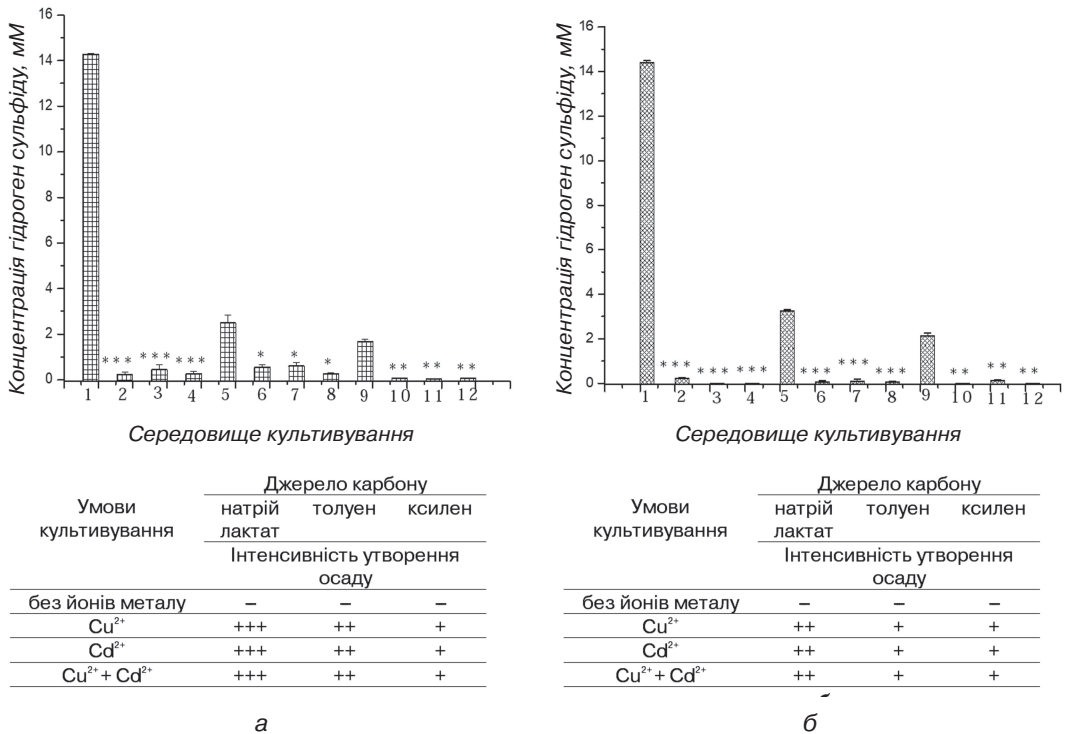 Концентрація гідроген сульфіду, мМ
16
14
12
10
8
6
4
2
0
*** *** *** * * * ** ** **
1 2 3 4 5 6 7 8 9 10 11 12
Середовище культивування
Умови культивування
Джерело карбону
натрій лактат
толуен
ксилен
Інтенсивність утворення
осаду
без йонів металу – – –
Cu²⁺ +++ ++ +
Cd²⁺ +++ ++ +
Cu²⁺ + Cd²⁺ +++ ++ +
а
Концентрація гідроген сульфіду, мМ
16
14
12
10
8
6
4
2
0
*** *** *** *** *** *** ** ** **
1 2 3 4 5 6 7 8 9 10 11 12
Середовище культивування
Умови культивування
Джерело карбону
натрій лактат
толуен
ксилен
Інтенсивність утворення
осаду
без йонів металу – – –
Cu²⁺ ++ + +
Cd²⁺ ++ + +
Cu²⁺ + Cd²⁺ ++ + +
б